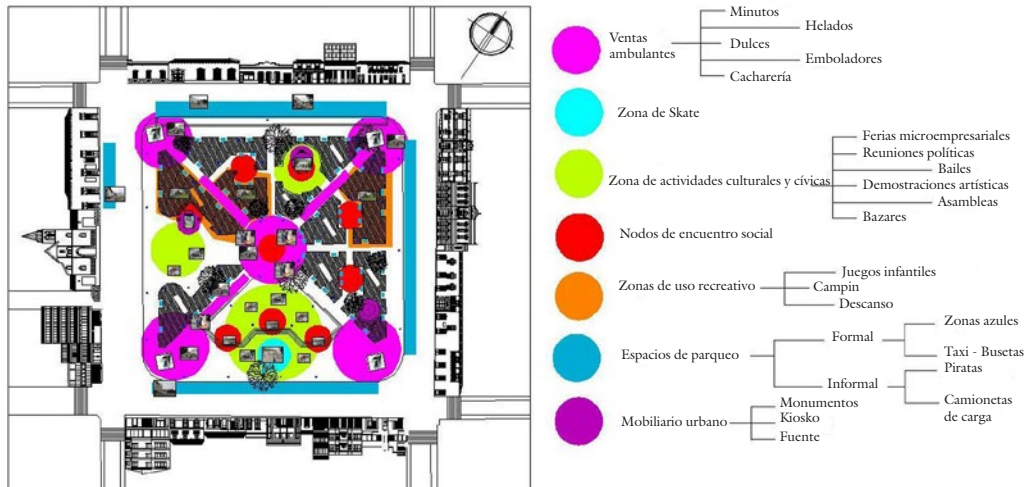 Ventas
ambulantes
Minutos
Helados
Dulces
Emboladores
Cacharería
Zona de Skate
Zona de actividades culturales y cívicas
Ferias microempresariales
Reuniones políticas
Bailes
Demostraciones artísticas
Asambleas
Bazares
Nodos de encuentro social
Zonas de uso recreativo
Juegos infantiles
Campin
Descanso
Espacios de parqueo
Formal
Zonas azules
Taxi - Busetas
Informal
Piratas
Camionetas
de carga
Mobiliario urbano
Monumentos
Kiosko
Fuente